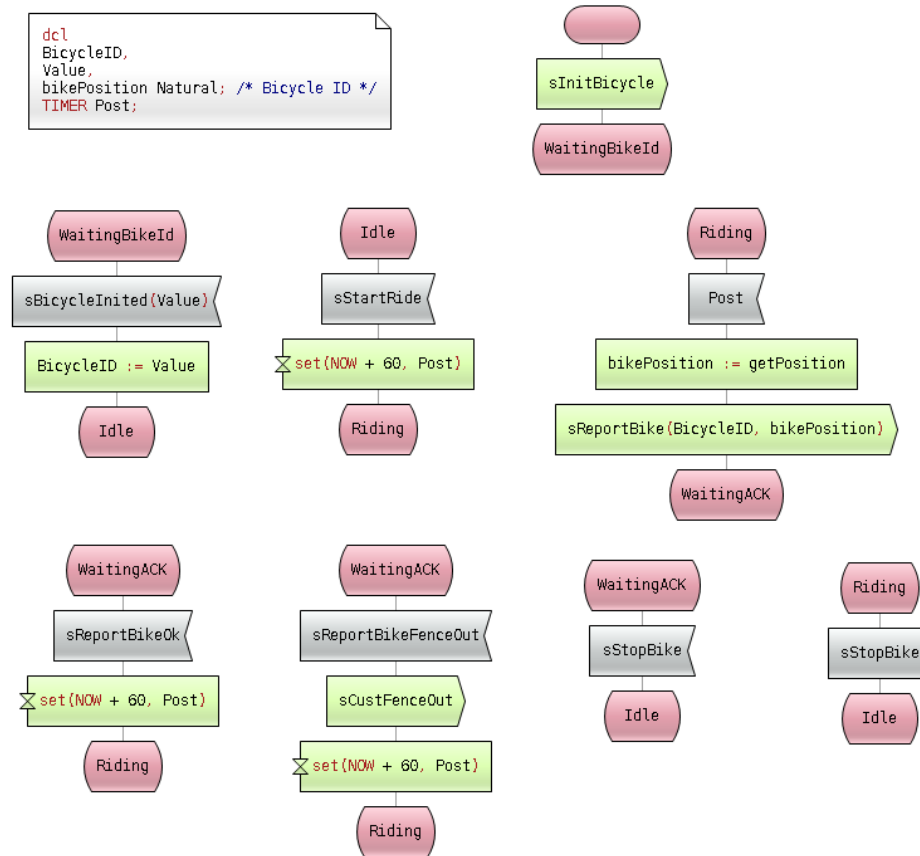 dcl
BicycleID,
Value,
bikePosition Natural; /* Bicycle ID */
TIMER Post;
sInitBicycle
WaitingBikeId
WaitingBikeId
sBicycleInited(Value)
BicycleID := Value
Idle
Idle
sStartRide
set(NOW + 60, Post)
Riding
Riding
Post
bikePosition := getPosition
sReportBike(BicycleID, bikePosition)
WaitingACK
WaitingACK
sReportBikeOk
set(NOW + 60, Post)
Riding
WaitingACK
sReportBikeFenceOut
sCustFenceOut
set(NOW + 60, Post)
Riding
WaitingACK
sStopBike
Idle
Riding
sStopBike
Idle